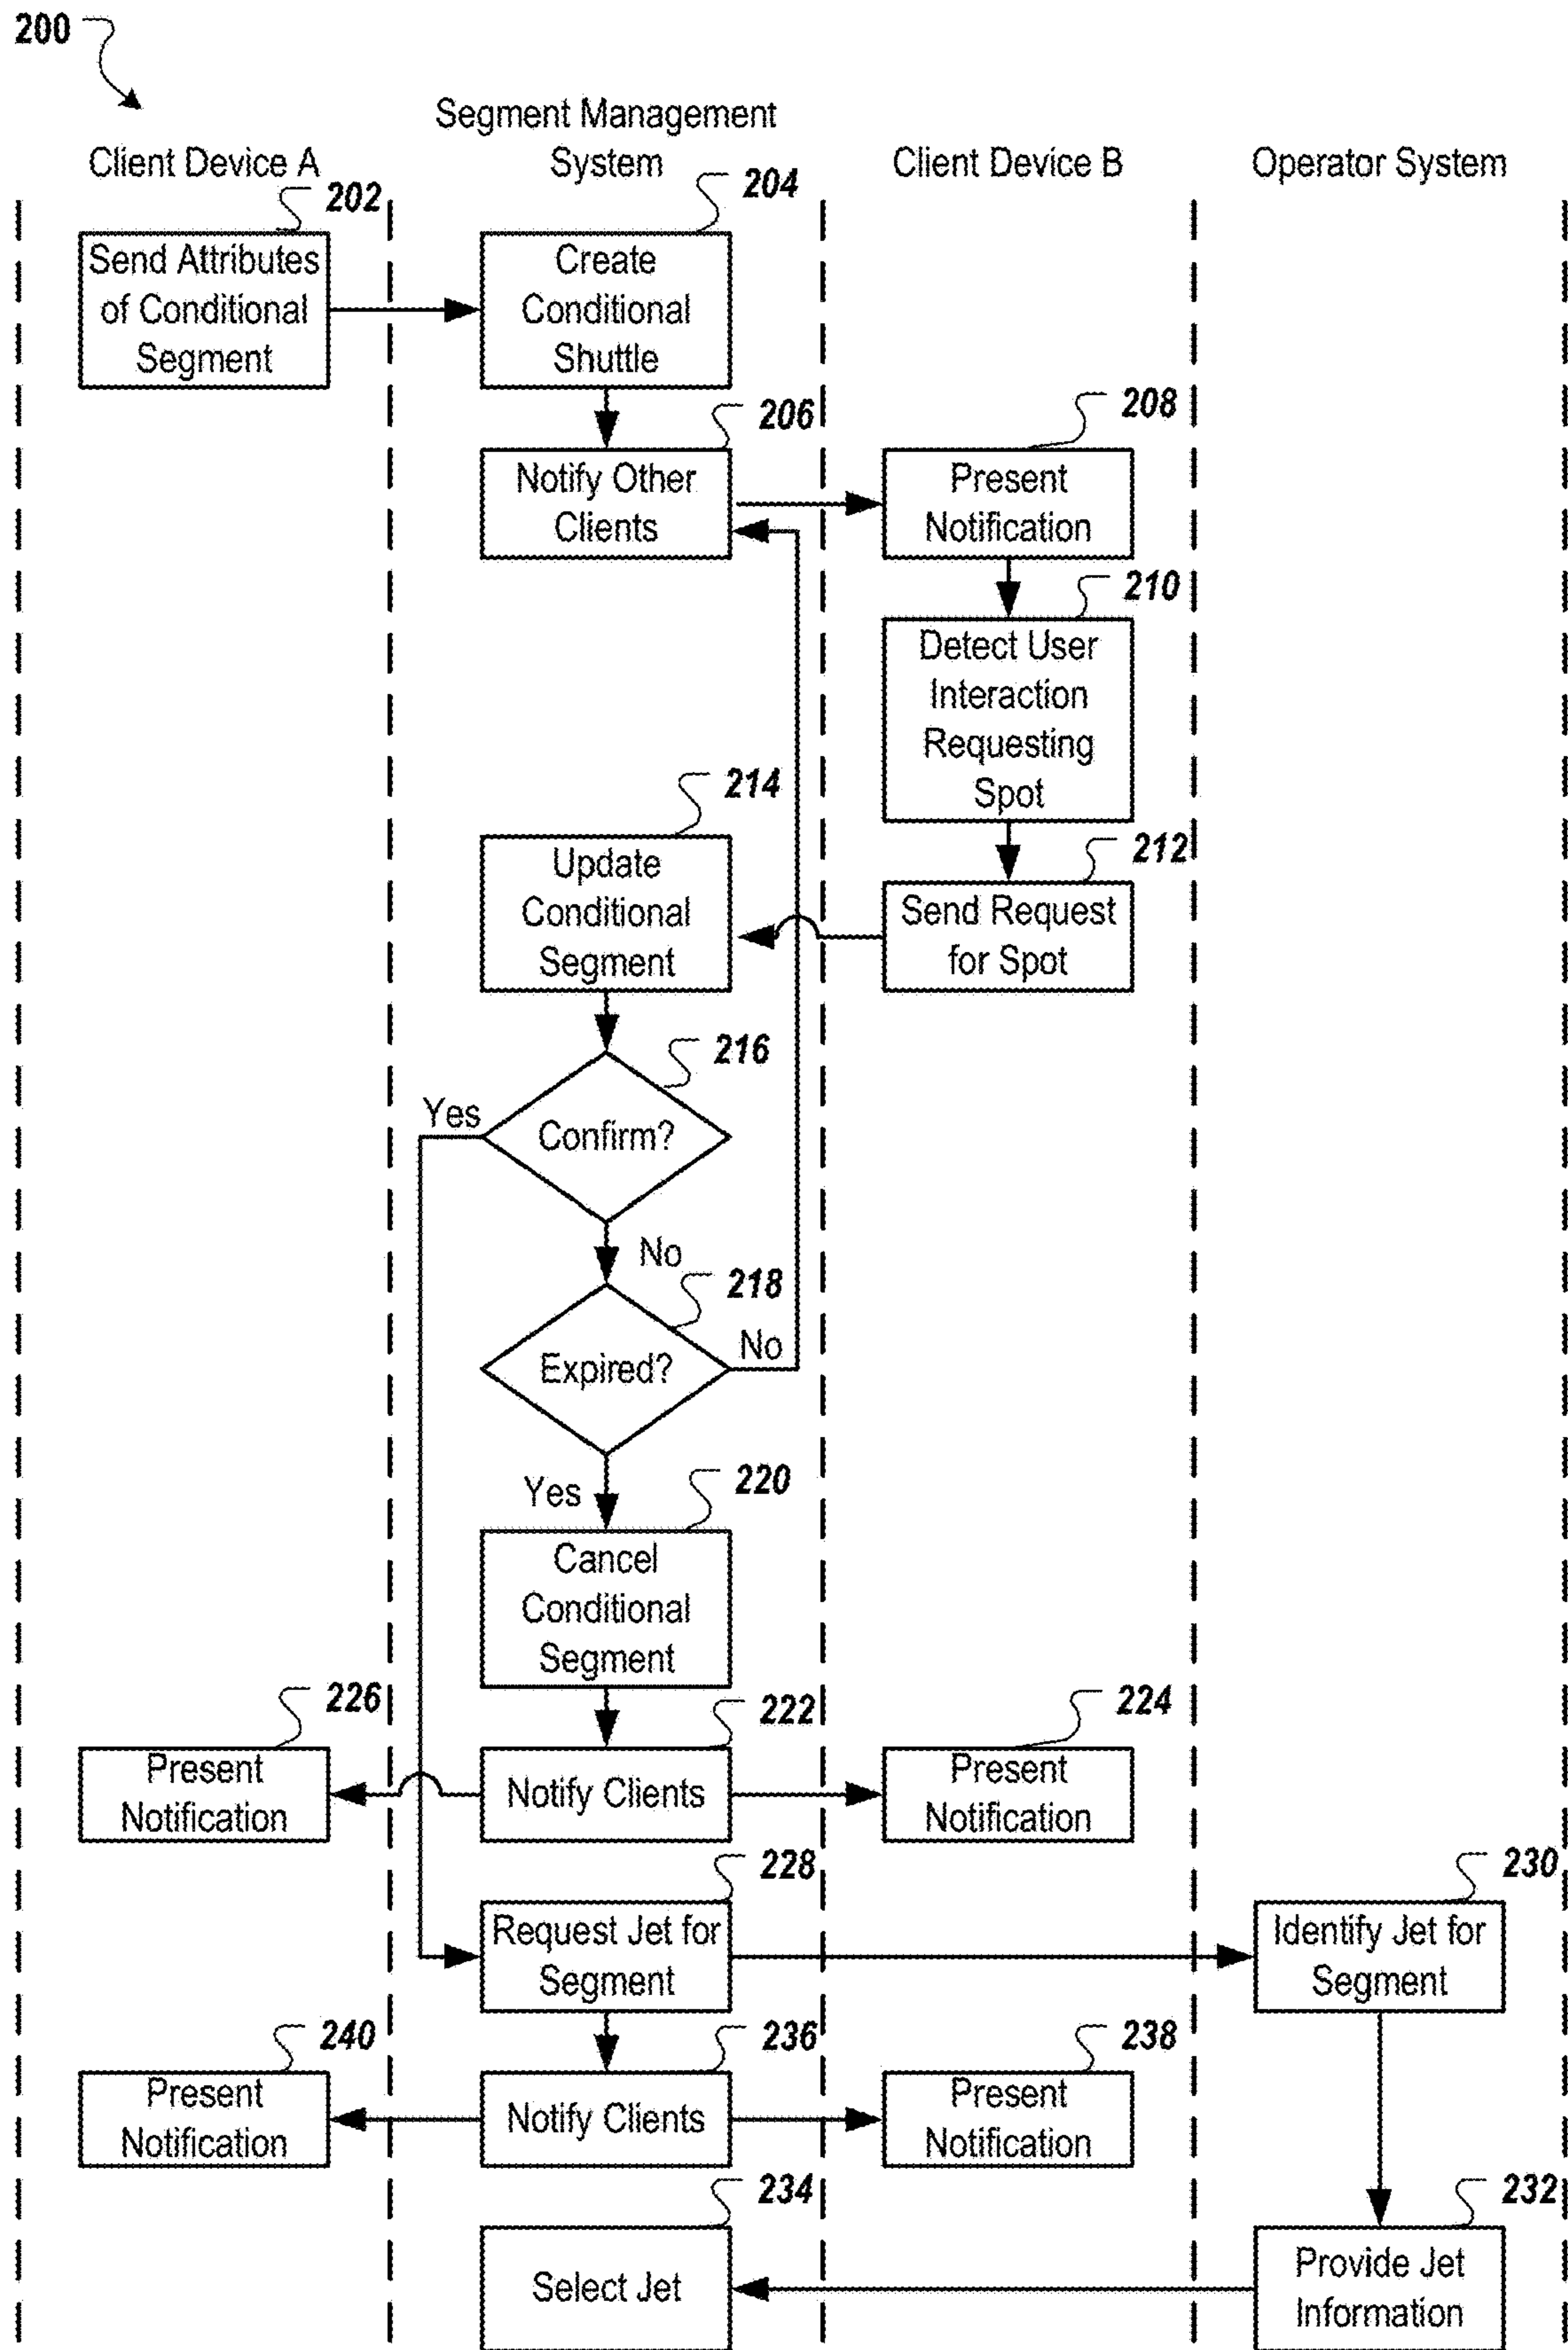 200
Segment Management
System
Client Device A
Client Device B
Operator System
202
Send Attributes
of Conditional
Segment
204
Create
Conditional
Shuttle
206
Notify Other
Clients
208
Present
Notification
210
Detect User
Interaction
Requesting
Spot
212
Send Request
for Spot
214
Update
Conditional
Segment
216
Confirm?
Yes
No
218
Expired?
No
Yes
220
Cancel
Conditional
Segment
226
Present
Notification
222
Notify Clients
224
Present
Notification
228
Request Jet for
Segment
230
Identify Jet for
Segment
240
Present
Notification
236
Notify Clients
238
Present
Notification
234
Select Jet
232
Provide Jet
Information